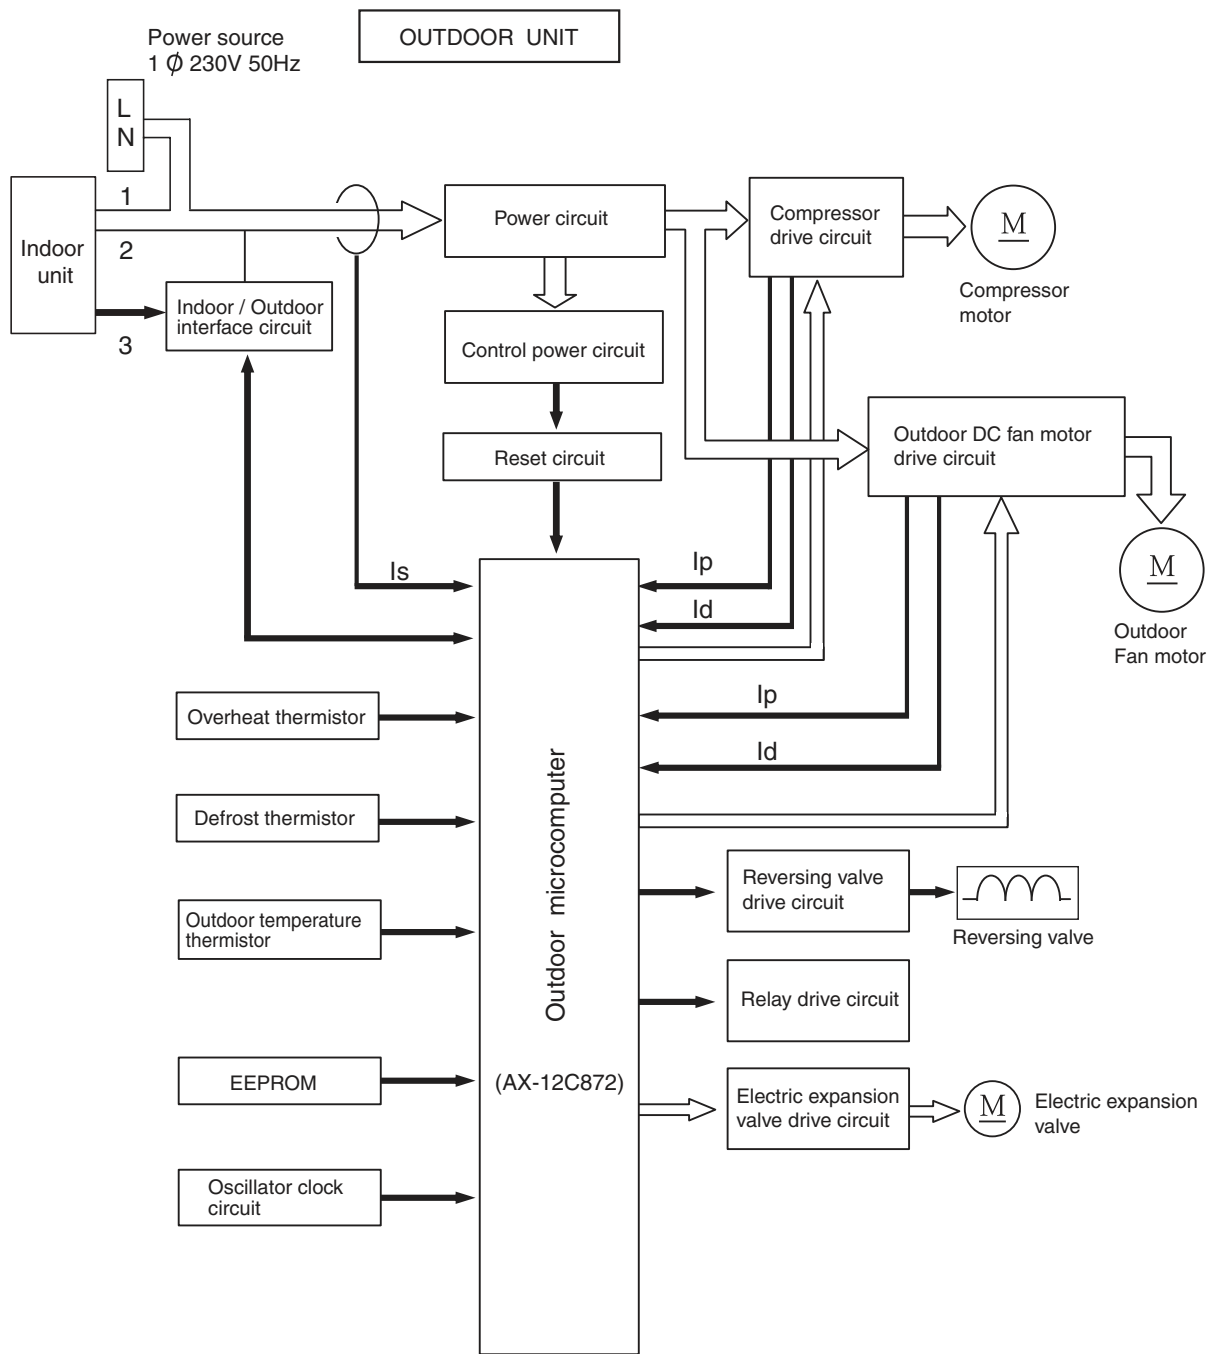 OUTDOOR UNIT
Power source
1 Ø 230V 50Hz
L
N
1
2
3
Indoor
unit
Indoor / Outdoor
interface circuit
Power circuit
Control power circuit
Reset circuit
Compressor
drive circuit
M
Compressor
motor
Outdoor DC fan motor
drive circuit
M
Outdoor
Fan motor
Is
Ip
Id
Ip
Id
Overheat thermistor
Defrost thermistor
Outdoor temperature
thermistor
EEPROM
Oscillator clock
circuit
Outdoor microcomputer
(AX-12C872)
Reversing valve
drive circuit
Reversing valve
Relay drive circuit
Electric expansion
valve drive circuit
M
Electric expansion
valve